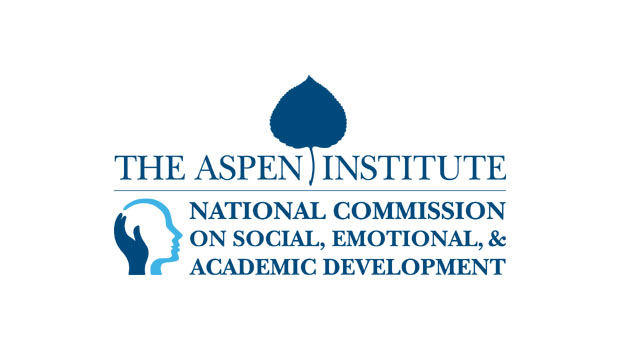 THE ASPEN INSTITUTE
NATIONAL COMMISSION
ON SOCIAL, EMOTIONAL, &
ACADEMIC DEVELOPMENT